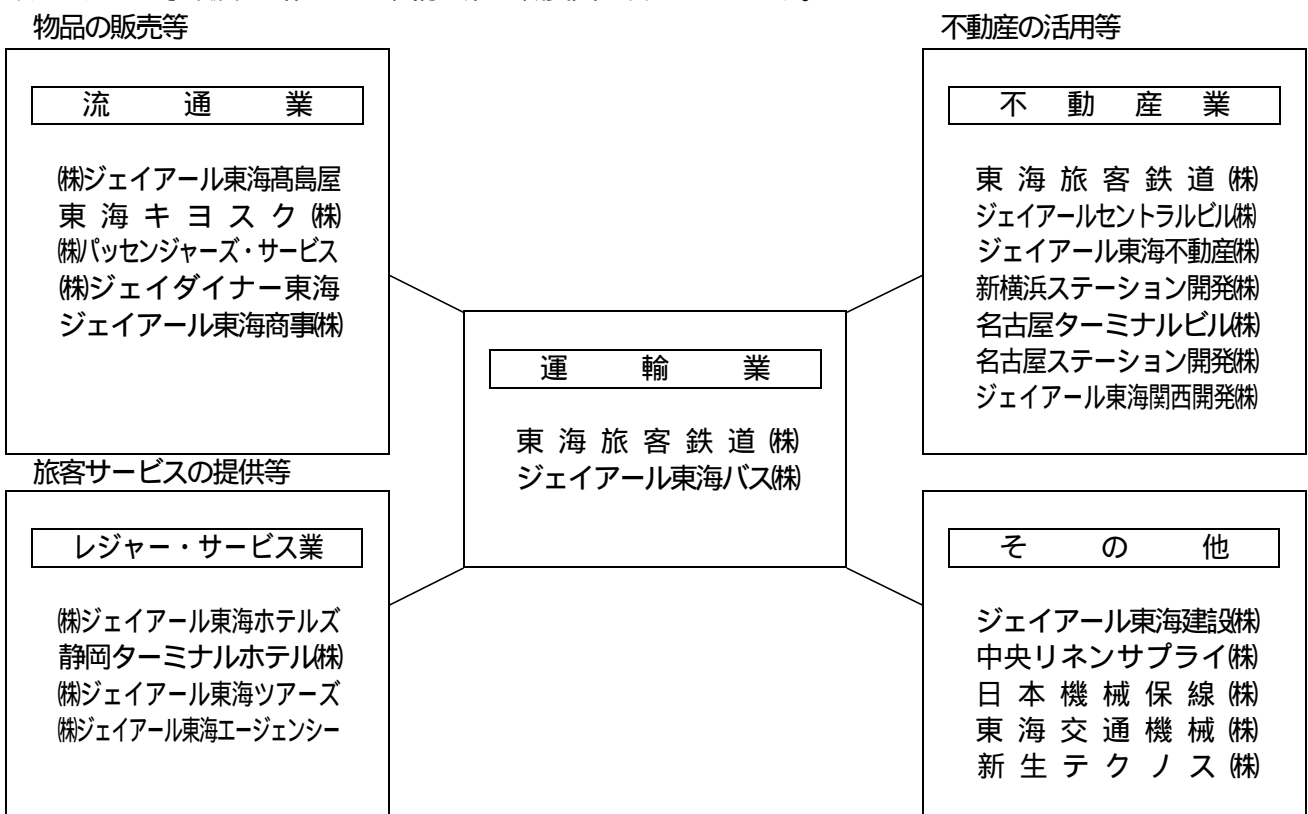 物品の販売等
流通業
㈱ジェイアール東海髙島屋
東海キヨスク㈱
㈱パッセンジャーズ・サービス
㈱ジェイダイナー東海
ジェイアール東海商事㈱
不動産の活用等
不動産業
東海旅客鉄道㈱
ジェイアールセントラルビル㈱
ジェイアール東海不動産㈱
新横浜ステーション開発㈱
名古屋ターミナルビル㈱
名古屋ステーション開発㈱
ジェイアール東海関西開発㈱
運輸業
東海旅客鉄道㈱
ジェイアール東海バス㈱
旅客サービスの提供等
レジャー・サービス業
㈱ジェイアール東海ホテルズ
静岡ターミナルホテル㈱
㈱ジェイアール東海ツアーズ
㈱ジェイアール東海エージェンシー
その他
ジェイアール東海建設㈱
中央リネンサプライ㈱
日本機械保線㈱
東海交通機械㈱
新生テクノス㈱